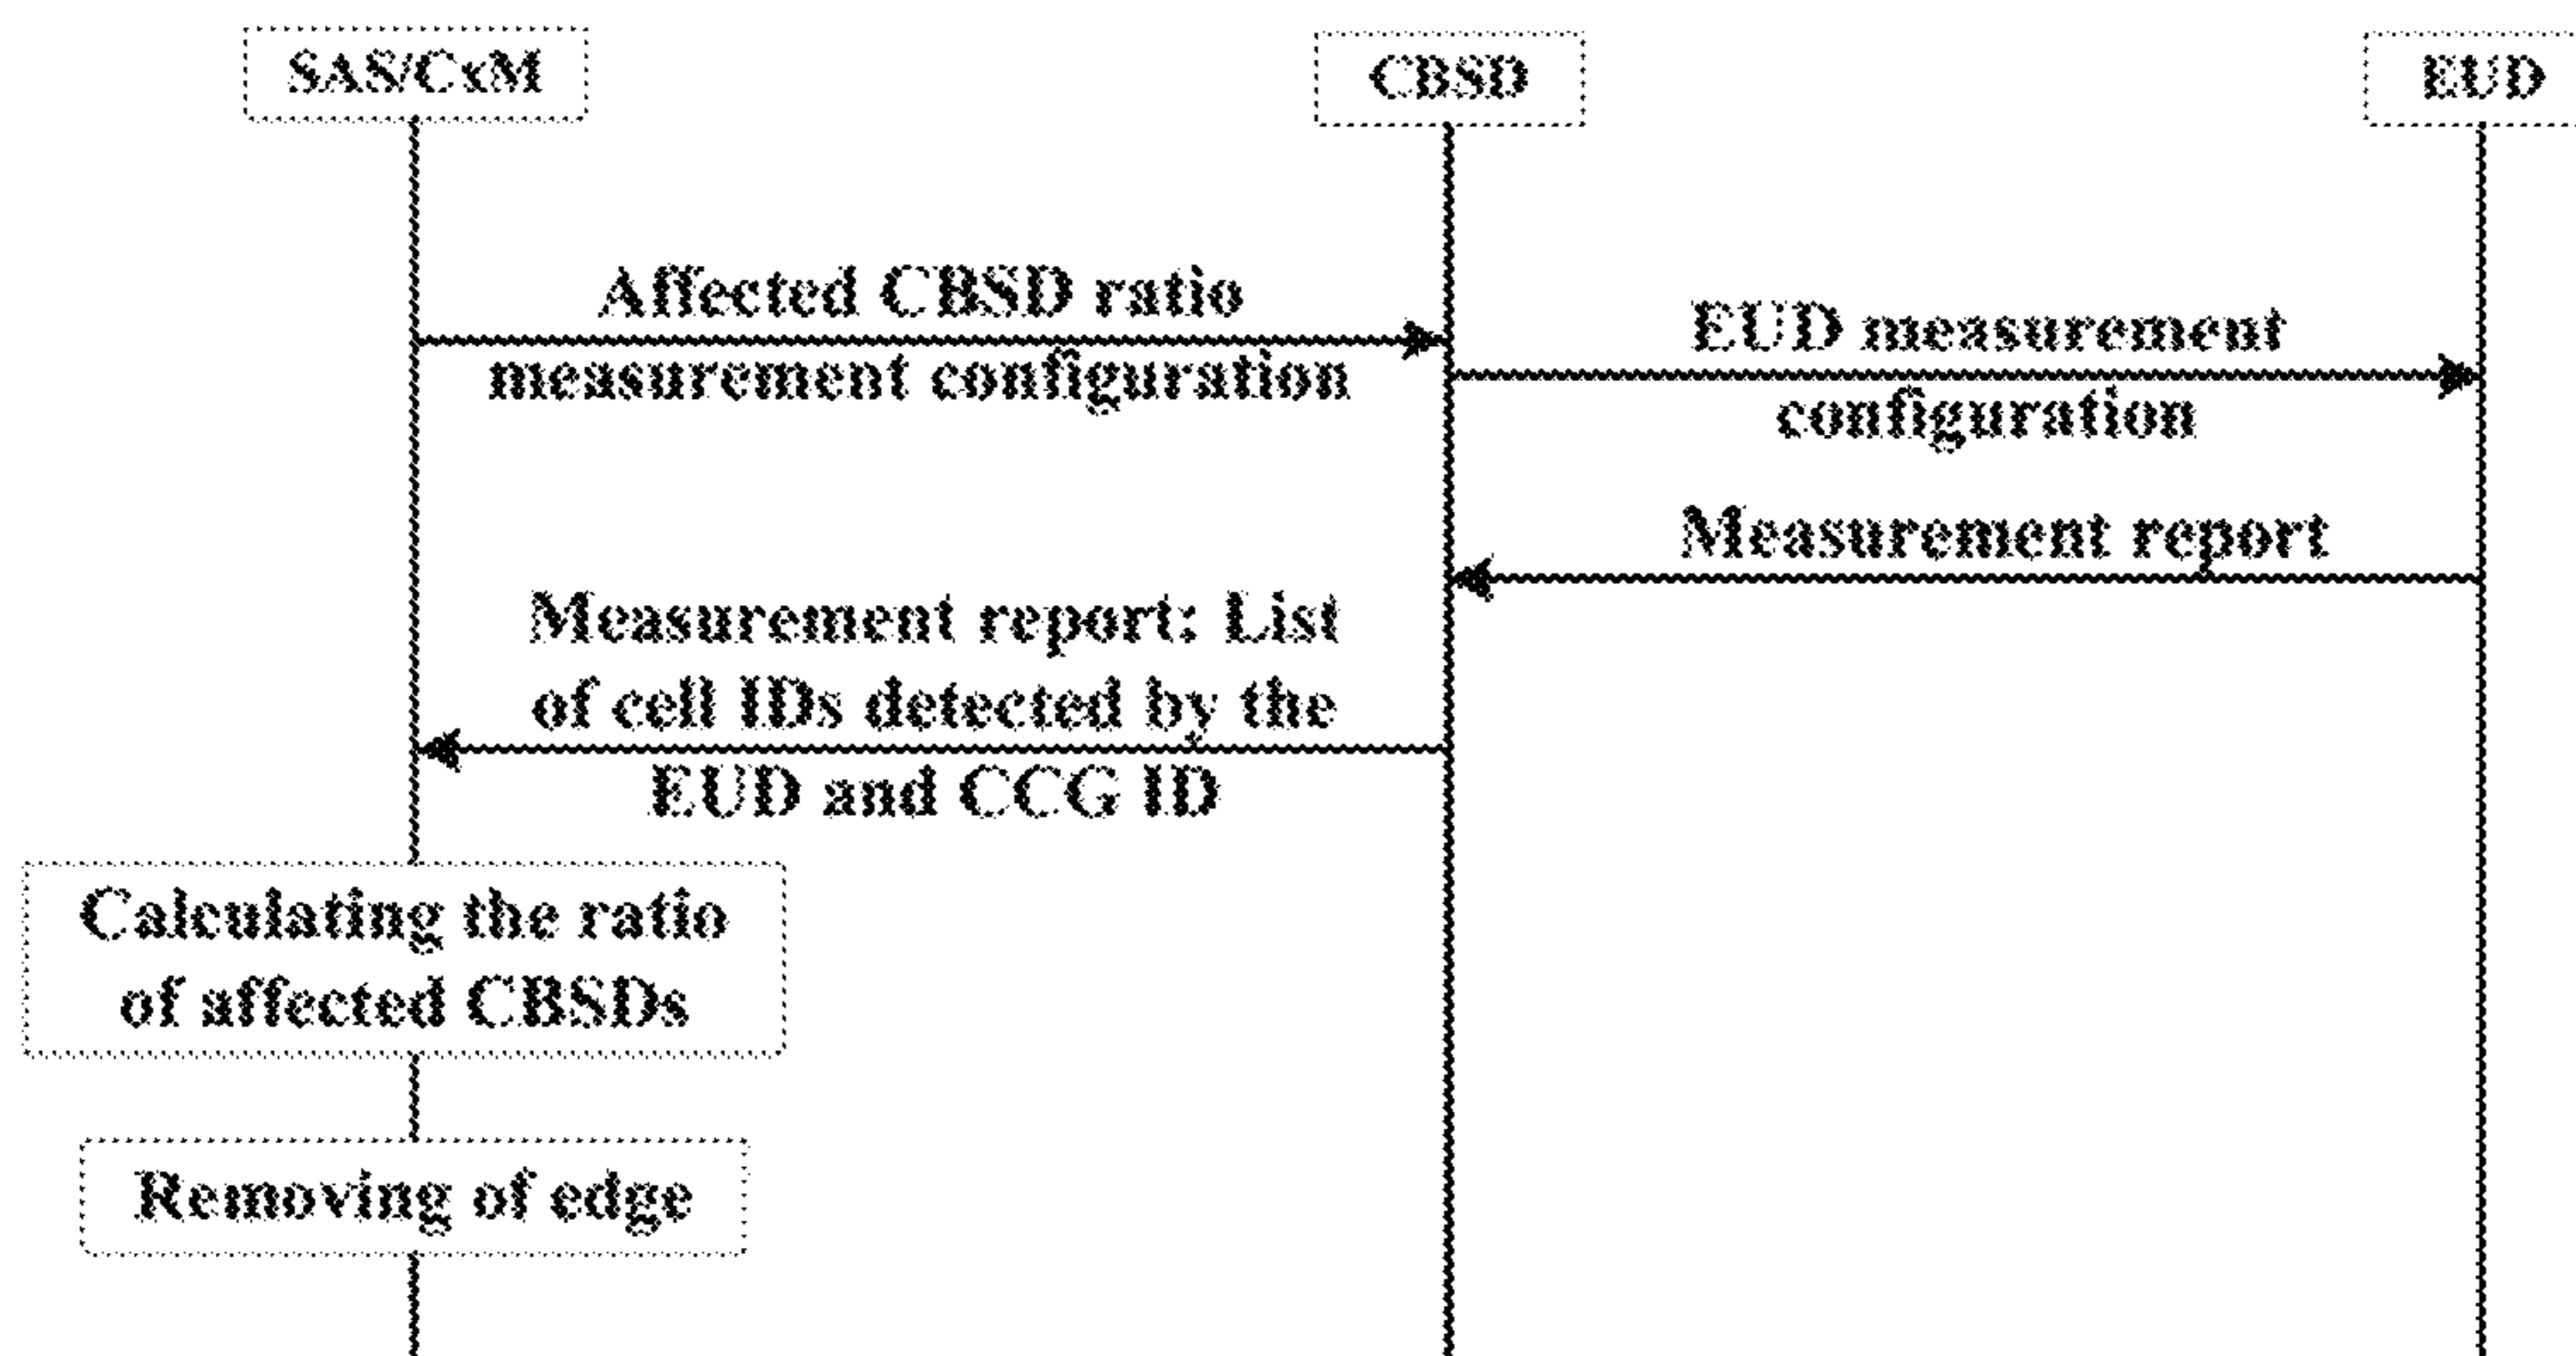 SAS/CxM
CBSD
EUD
Affected CBSD ratio
measurement configuration
EUD measurement
configuration
Measurement report
Measurement report: List
of cell IDs detected by the
EUD and CCG ID
Calculating the ratio
of affected CBSDs
Removing of edge